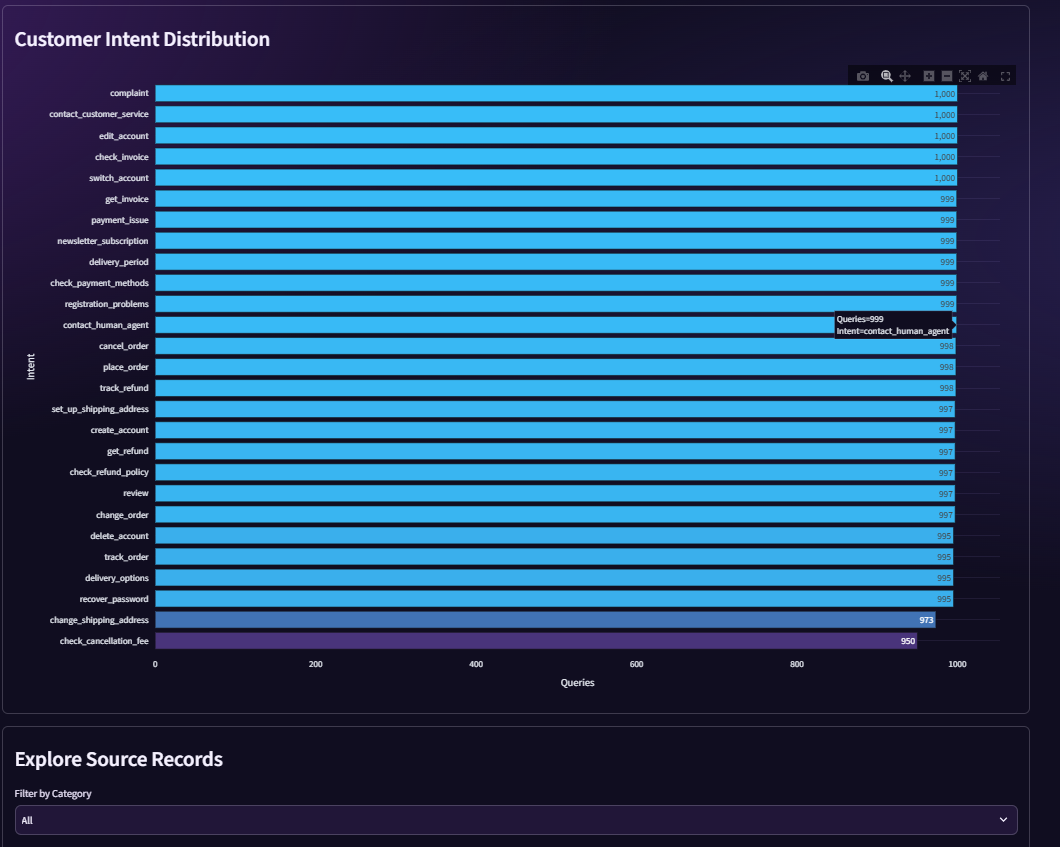 Customer Intent Distribution
complaint 1,000
contact_customer_service 1,000
edit_account 1,000
check_invoice 1,000
switch_account 1,000
get_invoice 999
payment_issue 999
newsletter_subscription 999
delivery_period 999
check_payment_methods 999
registration_problems 999
contact_human_agent
Queries=999
Intent=contact_human_agent
cancel_order 998
place_order 998
track_refund 998
set_up_shipping_address 997
create_account 997
get_refund 997
check_refund_policy 997
review 997
change_order 997
delete_account 995
track_order 995
delivery_options 995
recover_password 995
change_shipping_address 973
check_cancellation_fee 950
Intent
0 200 400 600 800 1000
Queries
Explore Source Records
Filter by Category
All